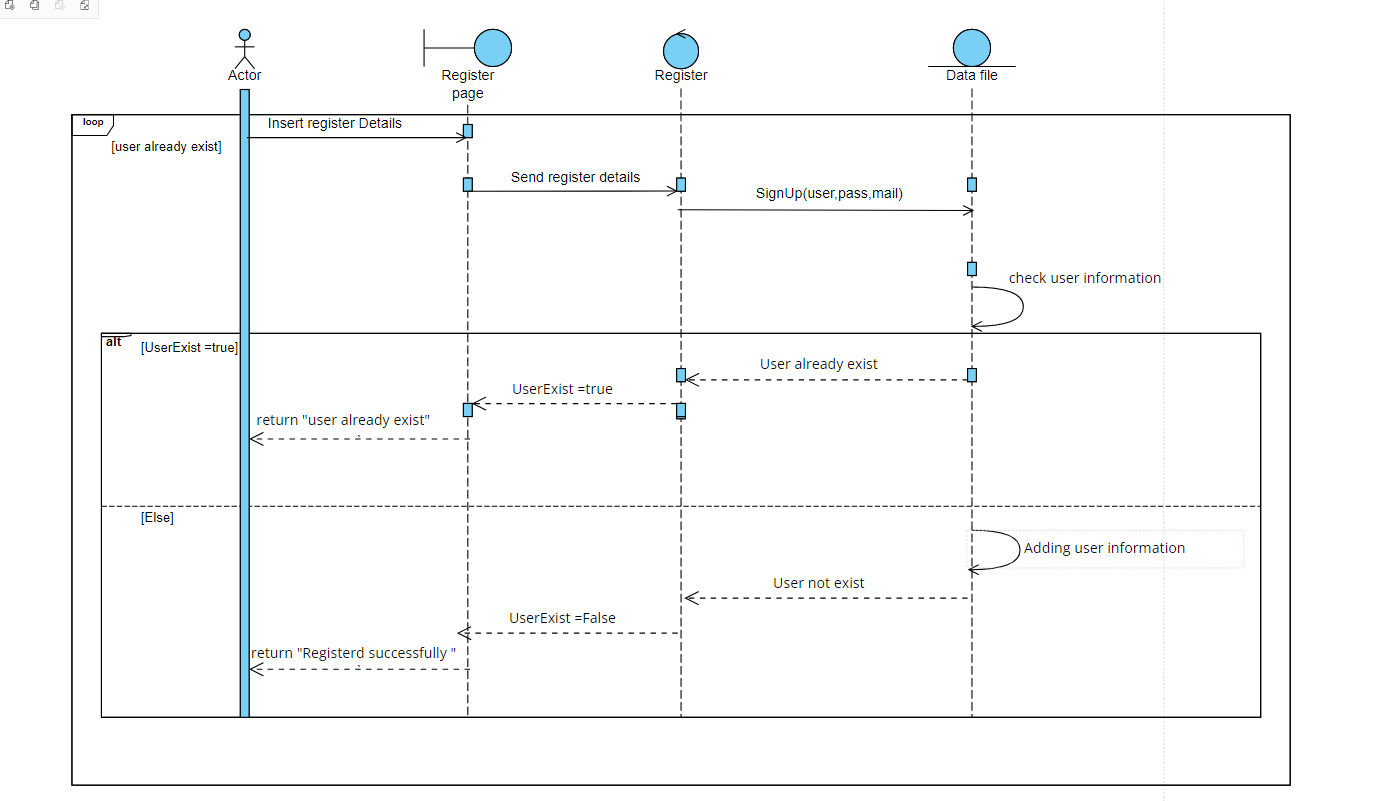 Actor
Register
page
Register
Data file
loop
Insert register Details
[user already exist]
Send register details
SignUp(user,pass,mail)
check user information
alt
[UserExist =true]
User already exist
UserExist =true
return "user already exist"
[Else]
Adding user information
User not exist
UserExist =False
return "Registerd successfully "